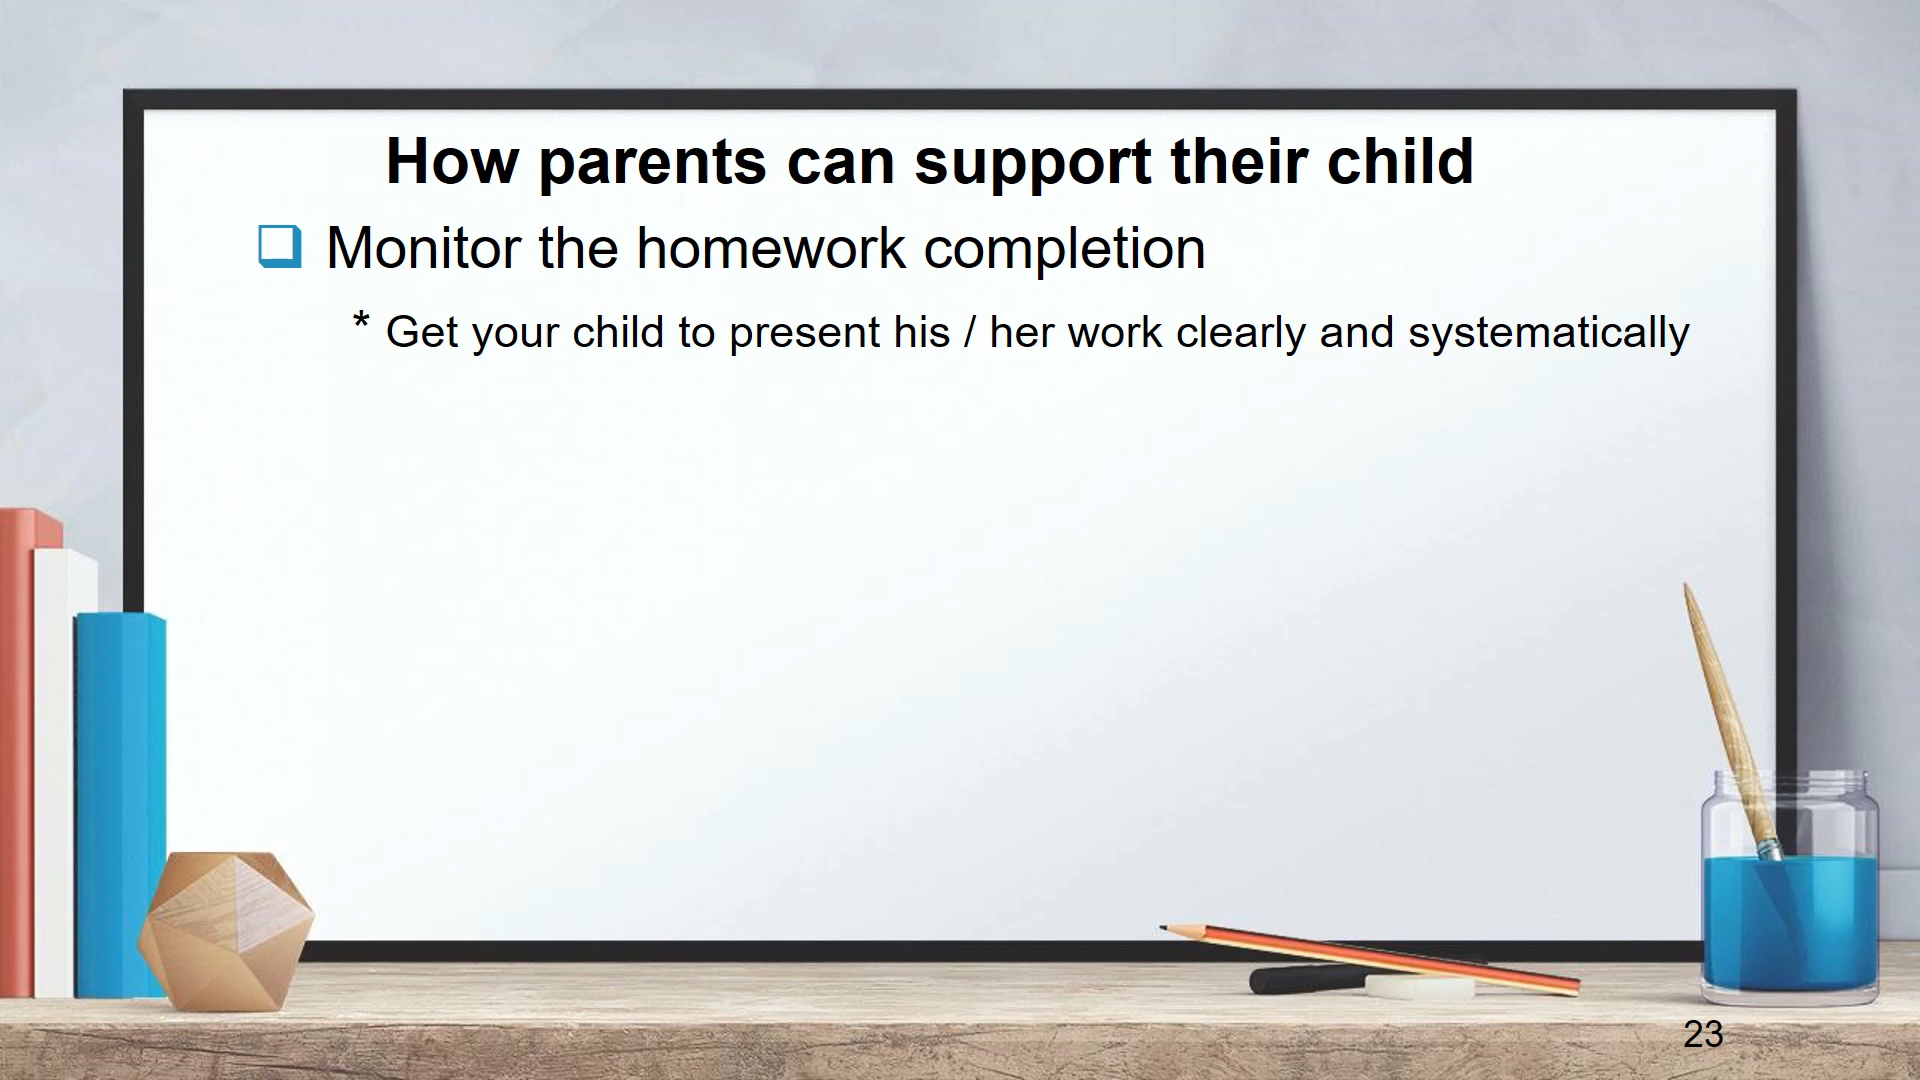 How parents can support their child
❑ Monitor the homework completion
* Get your child to present his / her work clearly and systematically
23